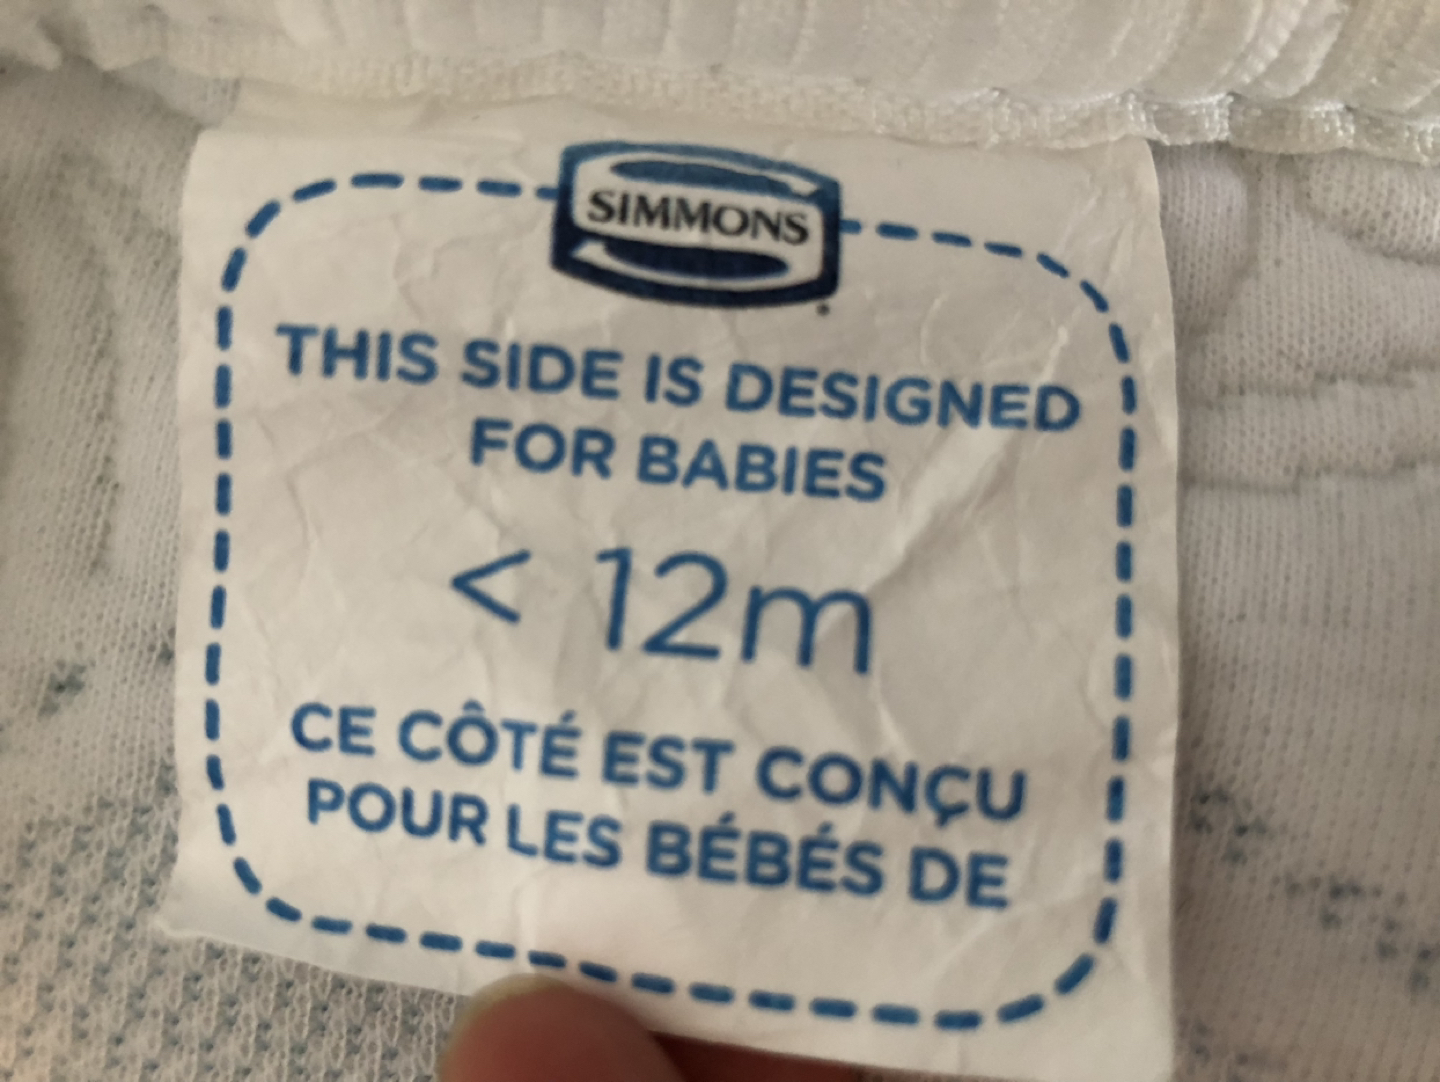 SIMMONS
THIS SIDE IS DESIGNED
FOR BABIES
< 12m
CE CÔTÉ EST CONÇU
POUR LES BÉBÉS DE